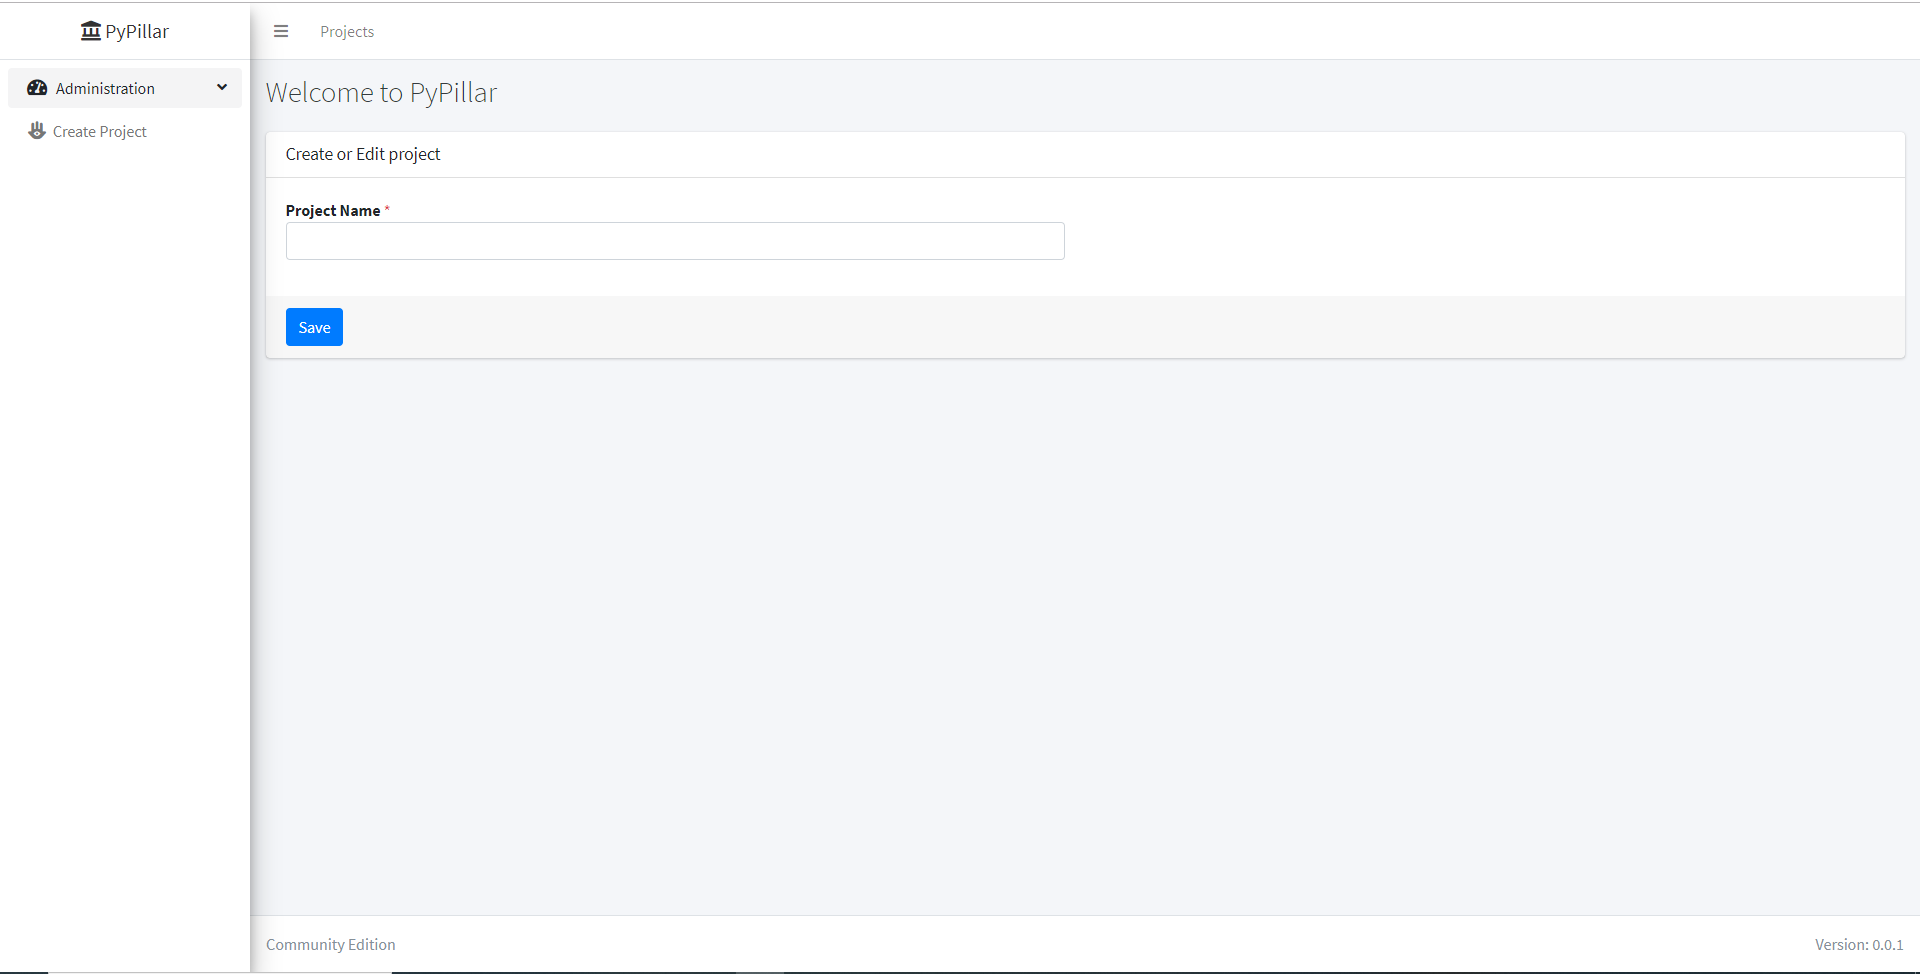 PyPillar
Projects
Administration
Create Project
Welcome to PyPillar
Create or Edit project
Project Name *
Save
Community Edition
Version: 0.0.1